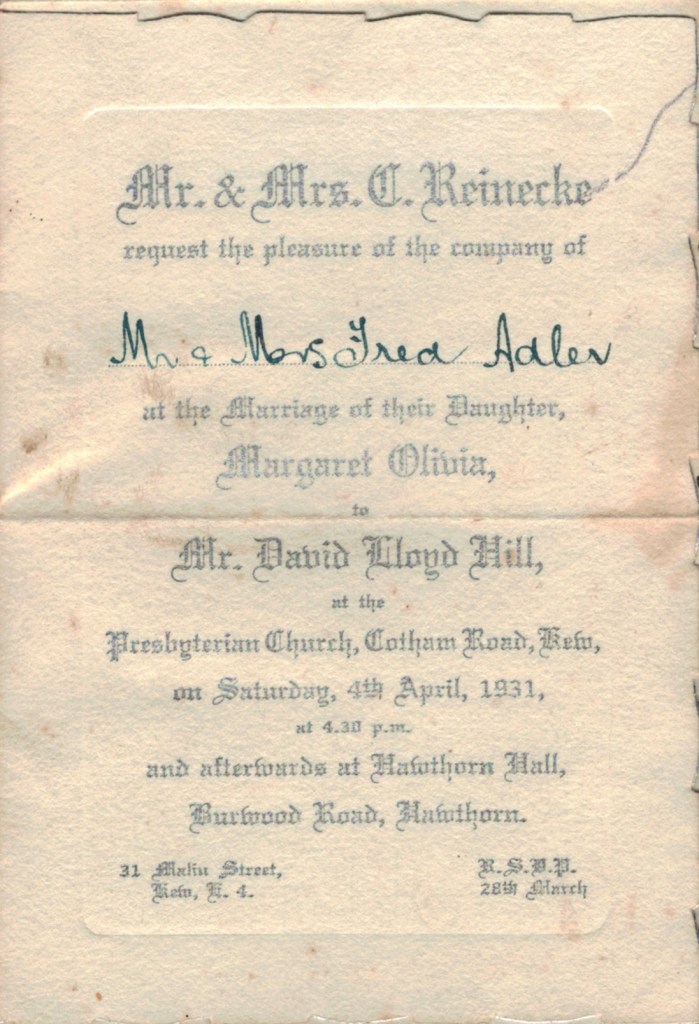 Mr. & Mrs. C. Reinecke
request the pleasure of the company of
Mr & Mrs Fred Adler
at the Marriage of their Daughter,
Margaret Olivia,
to
Mr. David Lloyd Hill,
at the
Presbyterian Church, Cotham Road, Kew,
on Saturday, 4th April, 1931,
at 4.30 p.m.
and afterwards at Hawthorn Hall,
Burwood Road, Hawthorn.
31 Malin Street,
Kew, E. 4.
R.S.V.P.
28th March